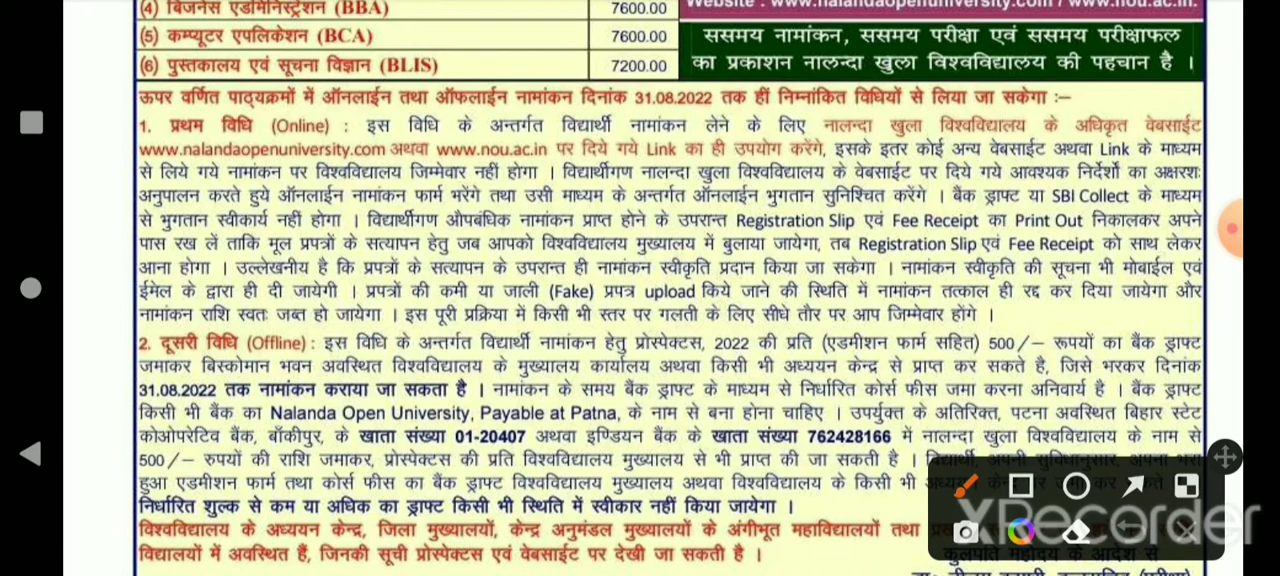 (4) बिजनेस एडमिनिस्ट्रेशन (BBA) 7600.00
Website : www.nalandaopenuniversity.com / www.nou.ac.in.
(5) कम्प्यूटर एपलिकेशन (BCA) 7600.00
(6) पुस्तकालय एवं सूचना विज्ञान (BLIS) 7200.00
ससमय नामांकन, ससमय परीक्षा एवं ससमय परीक्षाफल
का प्रकाशन नालन्दा खुला विश्वविद्यालय की पहचान है ।
ऊपर वर्णित पाठ्यक्रमों में ऑनलाईन तथा ऑफलाईन नामांकन दिनांक 31.08.2022 तक हीं निम्नांकित विधियों से लिया जा सकेगा :–
1. प्रथम विधि (Online) : इस विधि के अन्तर्गत विद्यार्थी नामांकन लेने के लिए नालन्दा खुला विश्वविद्यालय के अधिकृत वेबसाईट
www.nalandaopenuniversity.com अथवा www.nou.ac.in पर दिये गये Link का ही उपयोग करेंगे, इसके इतर कोई अन्य वेबसाईट अथवा Link के माध्यम
से लिये गये नामांकन पर विश्वविद्यालय जिम्मेवार नहीं होगा । विद्यार्थीगण नालन्दा खुला विश्वविद्यालय के वेबसाईट पर दिये गये आवश्यक निर्देशों का अक्षरशः
अनुपालन करते हुये ऑनलाईन नामांकन फार्म भरेंगे तथा उसी माध्यम के अन्तर्गत ऑनलाईन भुगतान सुनिश्चित करेंगे । बैंक ड्राफ्ट या SBI Collect के माध्यम
से भुगतान स्वीकार्य नहीं होगा । विद्यार्थीगण औपबंधिक नामांकन प्राप्त होने के उपरान्त Registration Slip एवं Fee Receipt का Print Out निकालकर अपने
पास रख लें ताकि मूल प्रपत्रों के सत्यापन हेतु जब आपको विश्वविद्यालय मुख्यालय में बुलाया जायेगा, तब Registration Slip एवं Fee Receipt को साथ लेकर
आना होगा । उल्लेखनीय है कि प्रपत्रों के सत्यापन के उपरान्त ही नामांकन स्वीकृति प्रदान किया जा सकेगा । नामांकन स्वीकृति की सूचना भी मोबाईल एवं
ईमेल के द्वारा ही दी जायेगी । प्रपत्रों की कमी या जाली (Fake) प्रपत्र upload किये जाने की स्थिति में नामांकन तत्काल ही रद्द कर दिया जायेगा और
नामांकन राशि स्वतः जब्त हो जायेगा । इस पूरी प्रक्रिया में किसी भी स्तर पर गलती के लिए सीधे तौर पर आप जिम्मेवार होंगे ।
2. दूसरी विधि (Offline) : इस विधि के अन्तर्गत विद्यार्थी नामांकन हेतु प्रोस्पेक्टस, 2022 की प्रति (एडमीशन फार्म सहित) 500/– रूपयों का बैंक ड्राफ्ट
जमाकर बिस्कोमान भवन अवस्थित विश्वविद्यालय के मुख्यालय कार्यालय अथवा किसी भी अध्ययन केन्द्र से प्राप्त कर सकते है, जिसे भरकर दिनांक
31.08.2022 तक नामांकन कराया जा सकता है । नामांकन के समय बैंक ड्राफ्ट के माध्यम से निर्धारित कोर्स फीस जमा करना अनिवार्य है । बैंक ड्राफ्ट
किसी भी बैंक का Nalanda Open University, Payable at Patna, के नाम से बना होना चाहिए । उपर्युक्त के अतिरिक्त, पटना अवस्थित बिहार स्टेट
कोओपरेटिव बैंक, बाँकीपुर, के खाता संख्या 01-20407 अथवा इण्डियन बैंक के खाता संख्या 762428166 में नालन्दा खुला विश्वविद्यालय के नाम से
500/– रुपयों की राशि जमाकर, प्रोस्पेक्टस की प्रति विश्वविद्यालय मुख्यालय से भी प्राप्त की जा सकती है । विद्यार्थी, अपनी सुविधानुसार, अपना भरा
हुआ एडमीशन फार्म तथा कोर्स फीस का बैंक ड्राफ्ट विश्वविद्यालय मुख्यालय अथवा विश्वविद्यालय के किसी भी
निर्धारित शुल्क से कम या अधिक का ड्राफ्ट किसी भी स्थिति में स्वीकार नहीं किया जायेगा ।
विश्वविद्यालय के अध्ययन केन्द्र, जिला मुख्यालयों, केन्द्र अनुमंडल मुख्यालयों के अंगीभूत महाविद्यालयों तथा
विद्यालयों में अवस्थित हैं, जिनकी सूची प्रोस्पेक्टस एवं वेबसाईट पर देखी जा सकती है ।
कुलपति महोदय के आदेश से
XRecorder